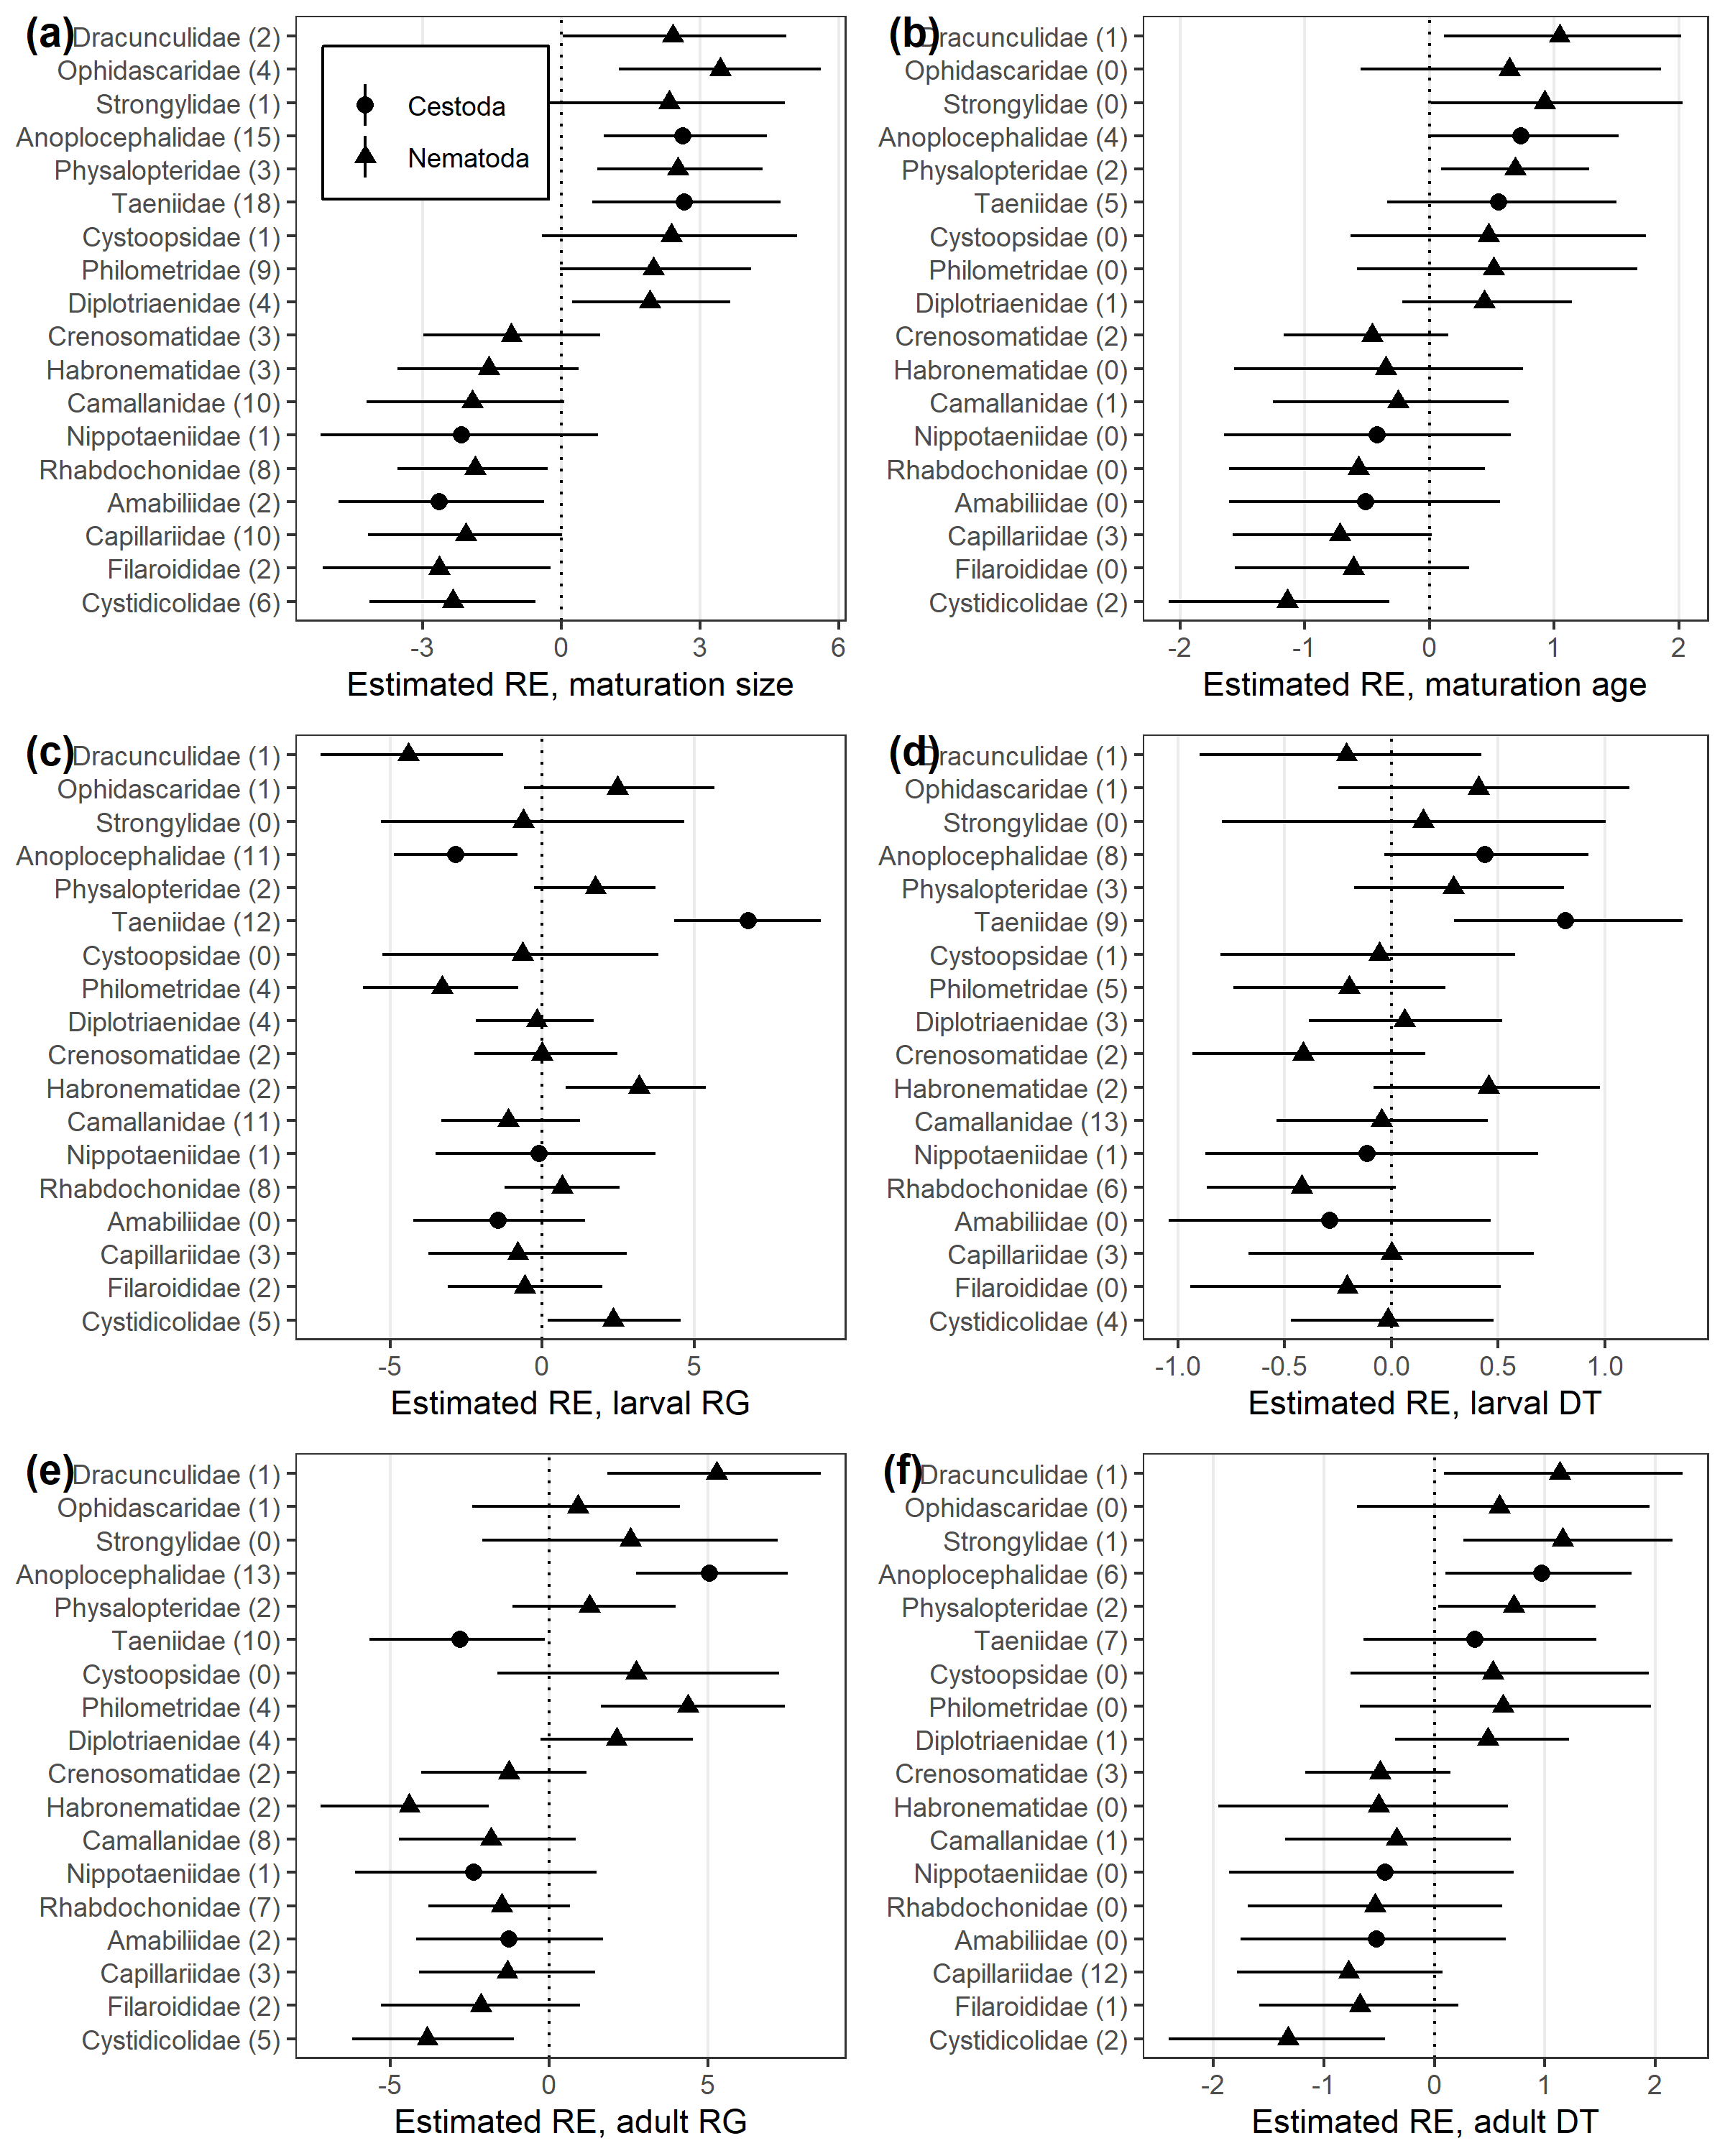 (a)
Dracunculidae (2)
Ophidascaridae (4)
Strongylidae (1)
Anoplocephalidae (15)
Physalopteridae (3)
Taeniidae (18)
Cystoopsidae (1)
Philometridae (9)
Diplotriaenidae (4)
Crenosomatidae (3)
Habronematidae (3)
Camallanidae (10)
Nippotaeniidae (1)
Rhabdochonidae (8)
Amabiliidae (2)
Capillariidae (10)
Filaroididae (2)
Cystidicolidae (6)
Cestoda
Nematoda
-3 0 3 6
Estimated RE, maturation size
(b)
Dracunculidae (1)
Ophidascaridae (0)
Strongylidae (0)
Anoplocephalidae (4)
Physalopteridae (2)
Taeniidae (5)
Cystoopsidae (0)
Philometridae (0)
Diplotriaenidae (1)
Crenosomatidae (2)
Habronematidae (0)
Camallanidae (1)
Nippotaeniidae (0)
Rhabdochonidae (0)
Amabiliidae (0)
Capillariidae (3)
Filaroididae (0)
Cystidicolidae (2)
-2 -1 0 1 2
Estimated RE, maturation age
(c)
Dracunculidae (1)
Ophidascaridae (1)
Strongylidae (0)
Anoplocephalidae (11)
Physalopteridae (2)
Taeniidae (12)
Cystoopsidae (0)
Philometridae (4)
Diplotriaenidae (4)
Crenosomatidae (2)
Habronematidae (2)
Camallanidae (11)
Nippotaeniidae (1)
Rhabdochonidae (8)
Amabiliidae (0)
Capillariidae (3)
Filaroididae (2)
Cystidicolidae (5)
-5 0 5
Estimated RE, larval RG
(d)
Dracunculidae (1)
Ophidascaridae (1)
Strongylidae (0)
Anoplocephalidae (8)
Physalopteridae (3)
Taeniidae (9)
Cystoopsidae (1)
Philometridae (5)
Diplotriaenidae (3)
Crenosomatidae (2)
Habronematidae (2)
Camallanidae (13)
Nippotaeniidae (1)
Rhabdochonidae (6)
Amabiliidae (0)
Capillariidae (3)
Filaroididae (0)
Cystidicolidae (4)
-1.0 -0.5 0.0 0.5 1.0
Estimated RE, larval DT
(e)
Dracunculidae (1)
Ophidascaridae (1)
Strongylidae (0)
Anoplocephalidae (13)
Physalopteridae (2)
Taeniidae (10)
Cystoopsidae (0)
Philometridae (4)
Diplotriaenidae (4)
Crenosomatidae (2)
Habronematidae (2)
Camallanidae (8)
Nippotaeniidae (1)
Rhabdochonidae (7)
Amabiliidae (2)
Capillariidae (3)
Filaroididae (2)
Cystidicolidae (5)
-5 0 5
Estimated RE, adult RG
(f)
Dracunculidae (1)
Ophidascaridae (0)
Strongylidae (1)
Anoplocephalidae (6)
Physalopteridae (2)
Taeniidae (7)
Cystoopsidae (0)
Philometridae (0)
Diplotriaenidae (1)
Crenosomatidae (3)
Habronematidae (0)
Camallanidae (1)
Nippotaeniidae (0)
Rhabdochonidae (0)
Amabiliidae (0)
Capillariidae (12)
Filaroididae (1)
Cystidicolidae (2)
-2 -1 0 1 2
Estimated RE, adult DT